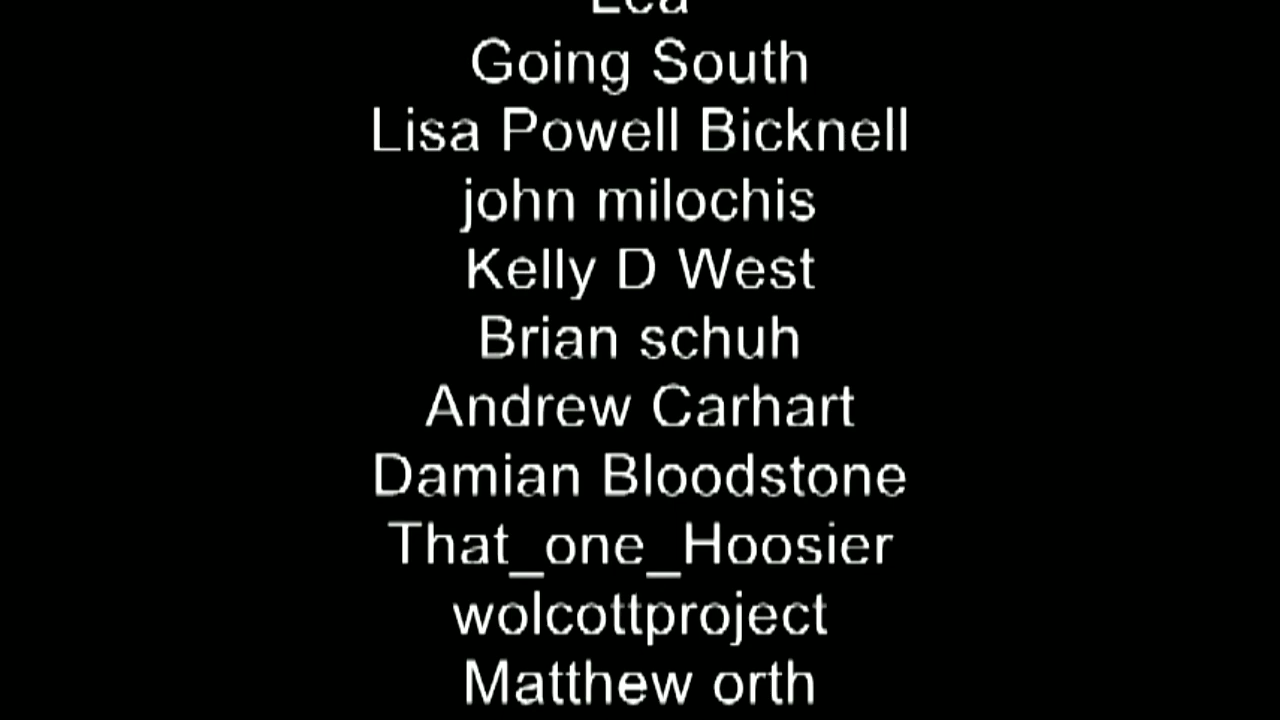 Lea
Going South
Lisa Powell Bicknell
john milochis
Kelly D West
Brian schuh
Andrew Carhart
Damian Bloodstone
That_one_Hoosier
wolcottproject
Matthew orth